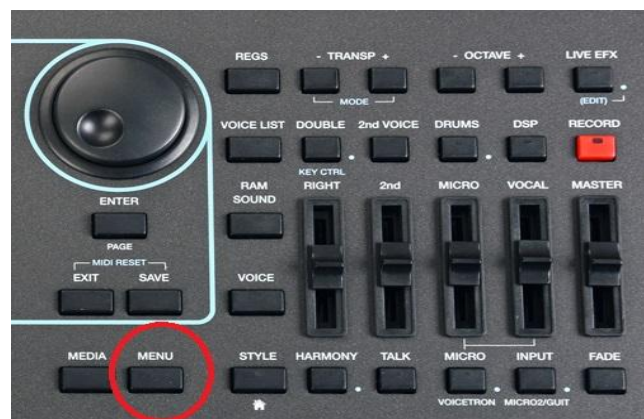 REGS - TRANSP + - OCTAVE + LIVE EFX
MODE (EDIT)
VOICE LIST DOUBLE 2nd VOICE DRUMS DSP RECORD
KEY CTRL
RAM SOUND RIGHT 2nd MICRO VOCAL MASTER
ENTER
PAGE
MIDI RESET
EXIT SAVE VOICE
MEDIA MENU STYLE HARMONY TALK MICRO INPUT FADE
VOICETRON MICRO2/GUIT